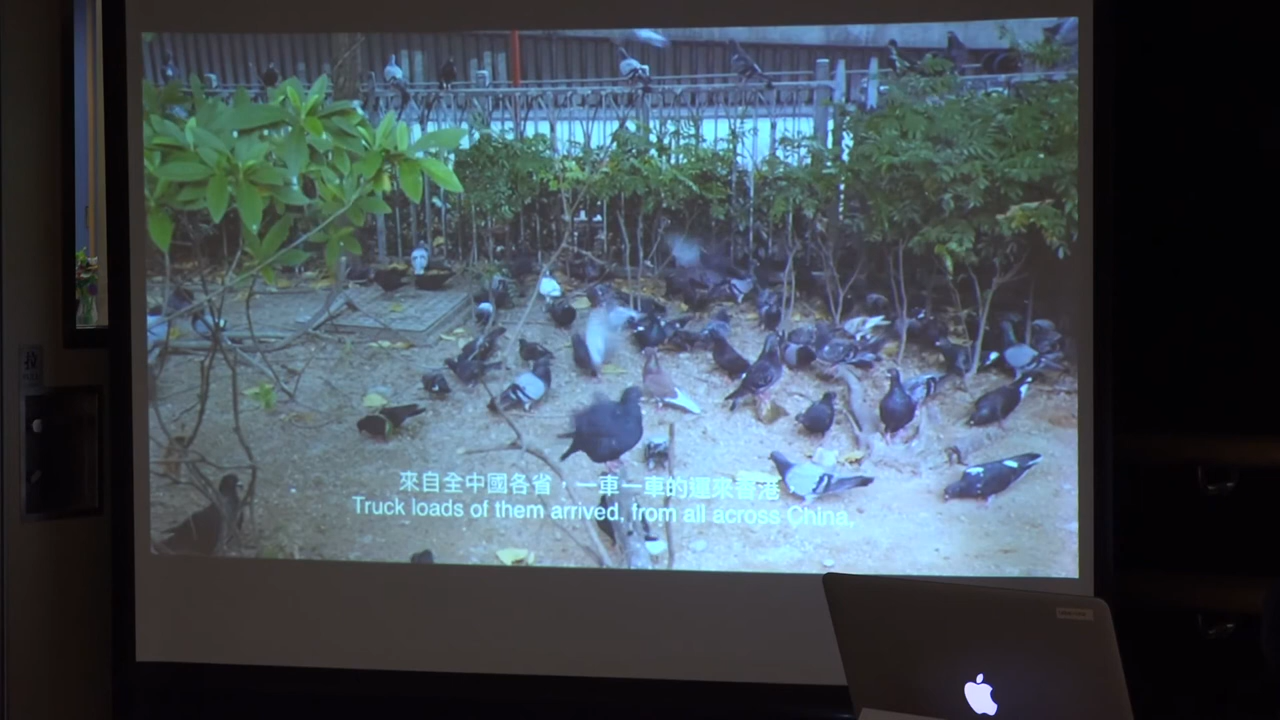 來自全中國各省，一車一車的運來香港
Truck loads of them arrived, from all across China,